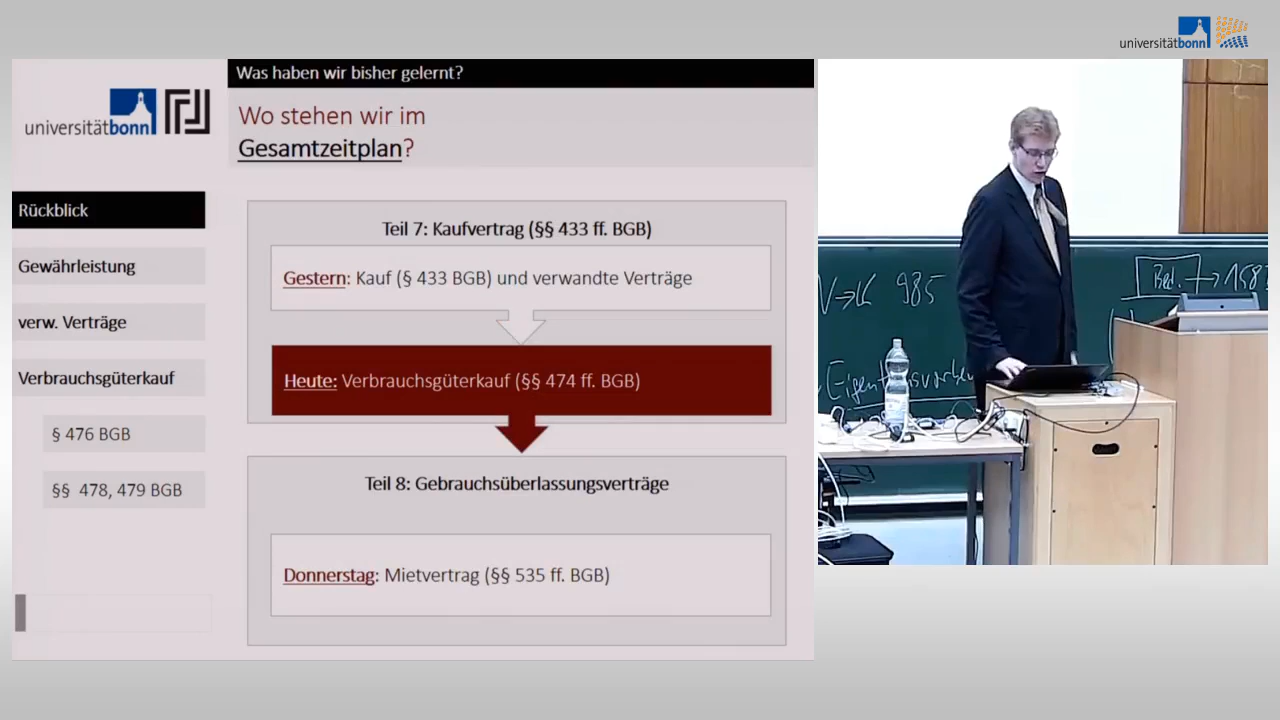 universitätbonn
Was haben wir bisher gelernt?
universitätbonn
Wo stehen wir im
Gesamtzeitplan?
Rückblick
Gewährleistung
verw. Verträge
Verbrauchsgüterkauf
§ 476 BGB
§§ 478, 479 BGB
Teil 7: Kaufvertrag (§§ 433 ff. BGB)
Gestern: Kauf (§ 433 BGB) und verwandte Verträge
Heute: Verbrauchsgüterkauf (§§ 474 ff. BGB)
Teil 8: Gebrauchsüberlassungsverträge
Donnerstag: Mietvertrag (§§ 535 ff. BGB)
V→K 985